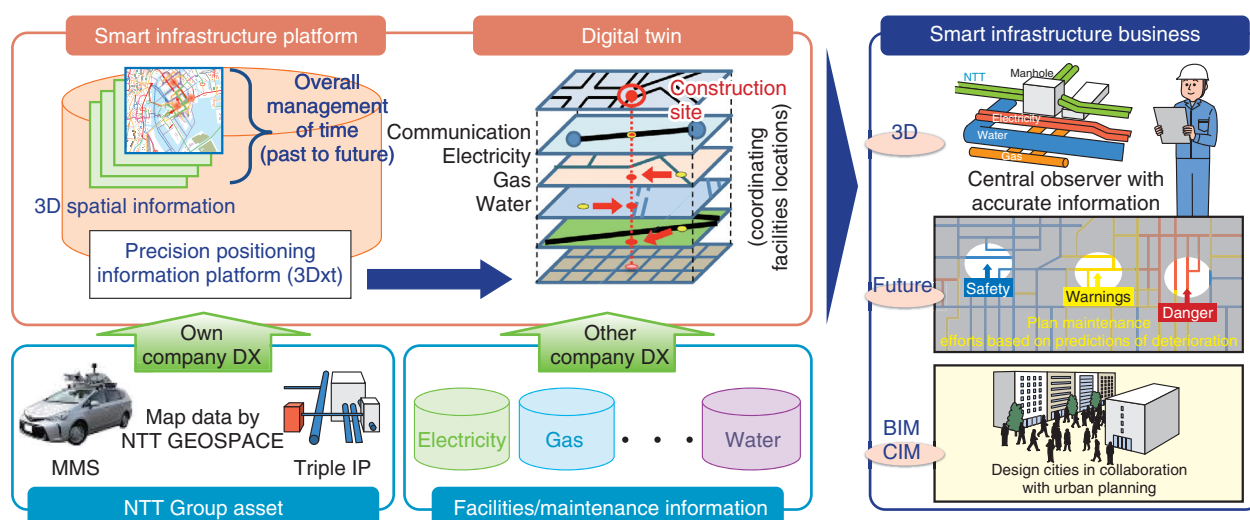 Smart infrastructure platform
Overall
management
of time
(past to future)
3D spatial information
Precision positioning
information platform (3Dxt)
Digital twin
Construction
site
Communication
Electricity
Gas
Water
(coordinating
facilities locations)
Own
company DX
Other
company DX
MMS
Map data by
NTT GEOSPACE
Triple IP
NTT Group asset
Electricity
Gas
• • •
Water
Facilities/maintenance information
Smart infrastructure business
3D
NTT
Manhole
Electricity
Water
Gas
Central observer with
accurate information
Future
Safety
Warnings
Danger
Plan maintenance
efforts based on predictions of deterioration
BIM
CIM
Design cities in collaboration
with urban planning